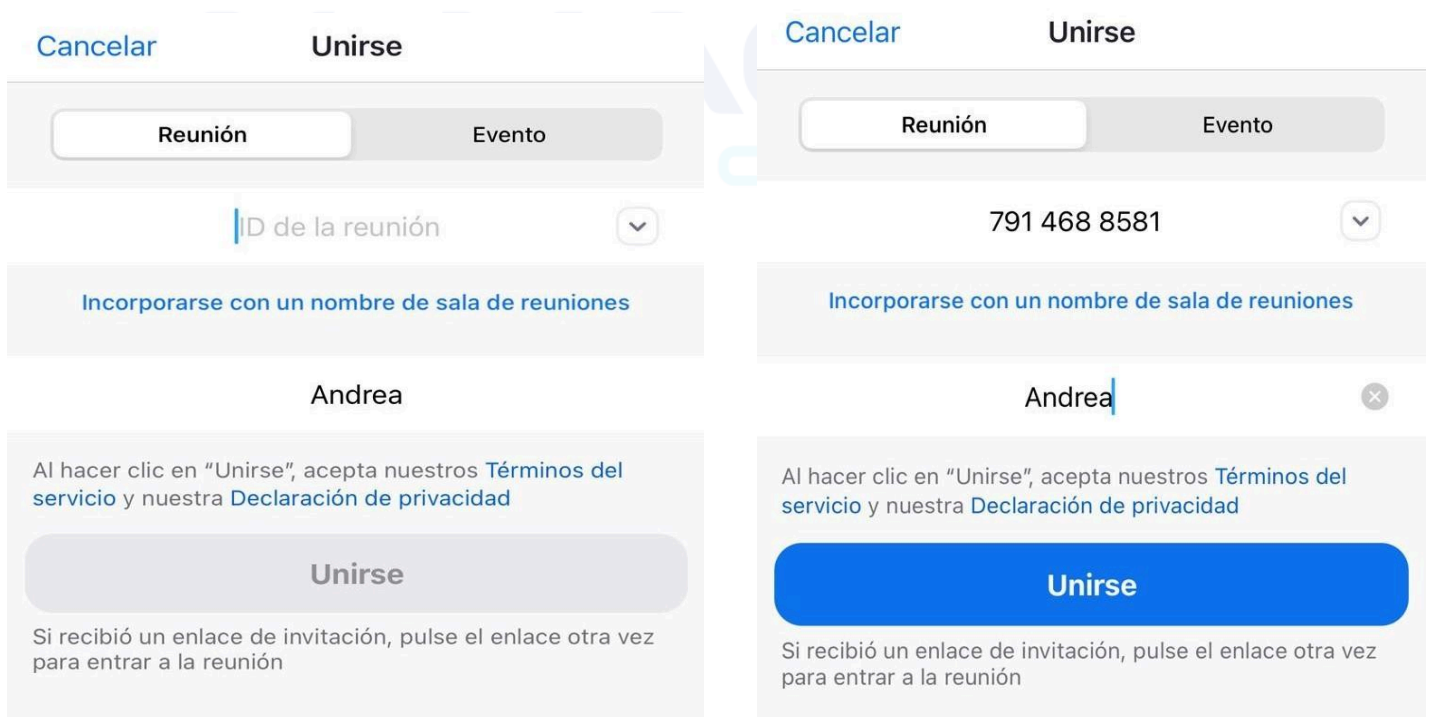 Cancelar
Unirse
Reunión
Evento
ID de la reunión
Incorporarse con un nombre de sala de reuniones
Andrea
Al hacer clic en “Unirse”, acepta nuestros Términos del
servicio y nuestra Declaración de privacidad
Unirse
Si recibió un enlace de invitación, pulse el enlace otra vez
para entrar a la reunión
Cancelar
Unirse
Reunión
Evento
791 468 8581
Incorporarse con un nombre de sala de reuniones
Andrea
Al hacer clic en “Unirse”, acepta nuestros Términos del
servicio y nuestra Declaración de privacidad
Unirse
Si recibió un enlace de invitación, pulse el enlace otra vez
para entrar a la reunión